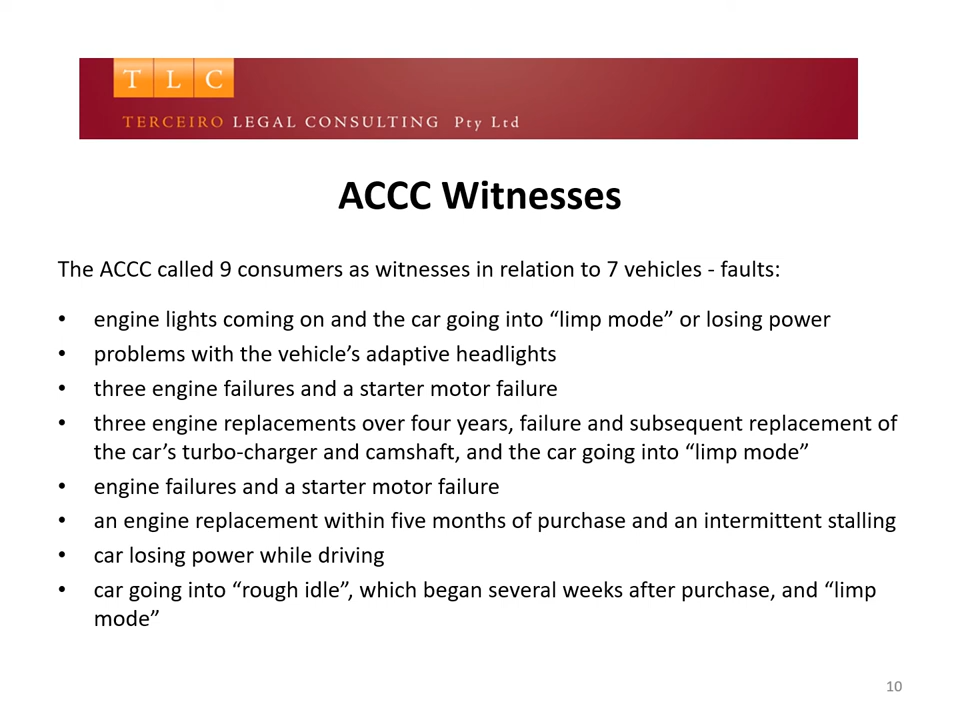 T L C
TERCEIRO LEGAL CONSULTING Pty Ltd
ACCC Witnesses
The ACCC called 9 consumers as witnesses in relation to 7 vehicles - faults:
• engine lights coming on and the car going into “limp mode” or losing power
• problems with the vehicle’s adaptive headlights
• three engine failures and a starter motor failure
• three engine replacements over four years, failure and subsequent replacement of
the car’s turbo-charger and camshaft, and the car going into “limp mode”
• engine failures and a starter motor failure
• an engine replacement within five months of purchase and an intermittent stalling
• car losing power while driving
• car going into “rough idle”, which began several weeks after purchase, and “limp
mode”
10